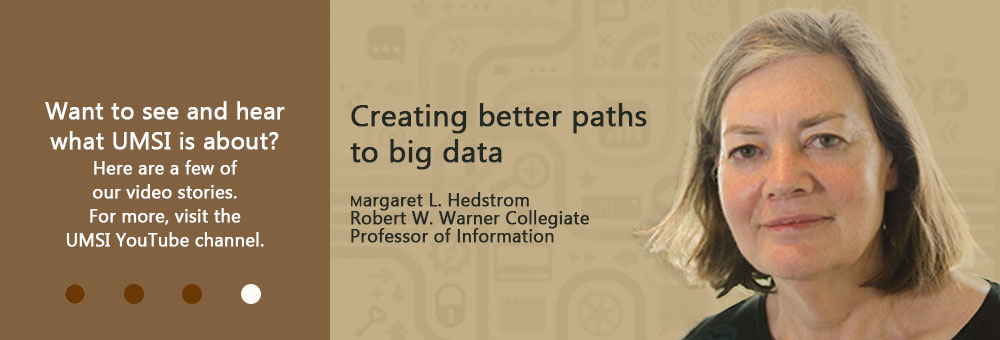 Want to see and hear
what UMSI is about?
Here are a few of
our video stories.
For more, visit the
UMSI YouTube channel.
Creating better paths
to big data
Margaret L. Hedstrom
Robert W. Warner Collegiate
Professor of Information